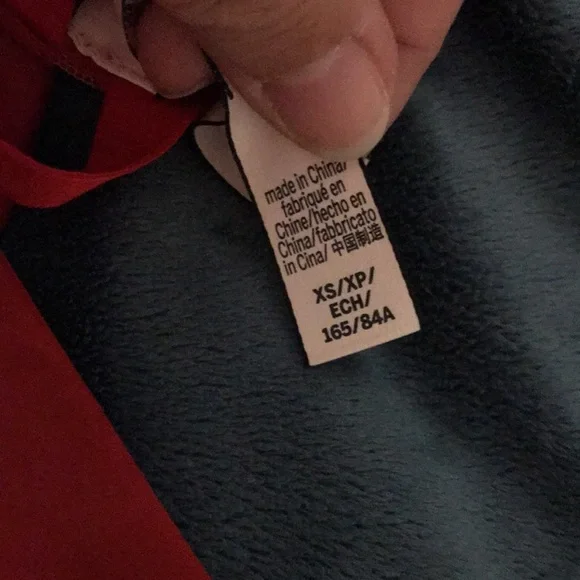 made in China/
fabriqué en
Chine/hecho en
China/fabbricato
in Cina/ 中国制造
XS/XP/
ECH/
165/84A